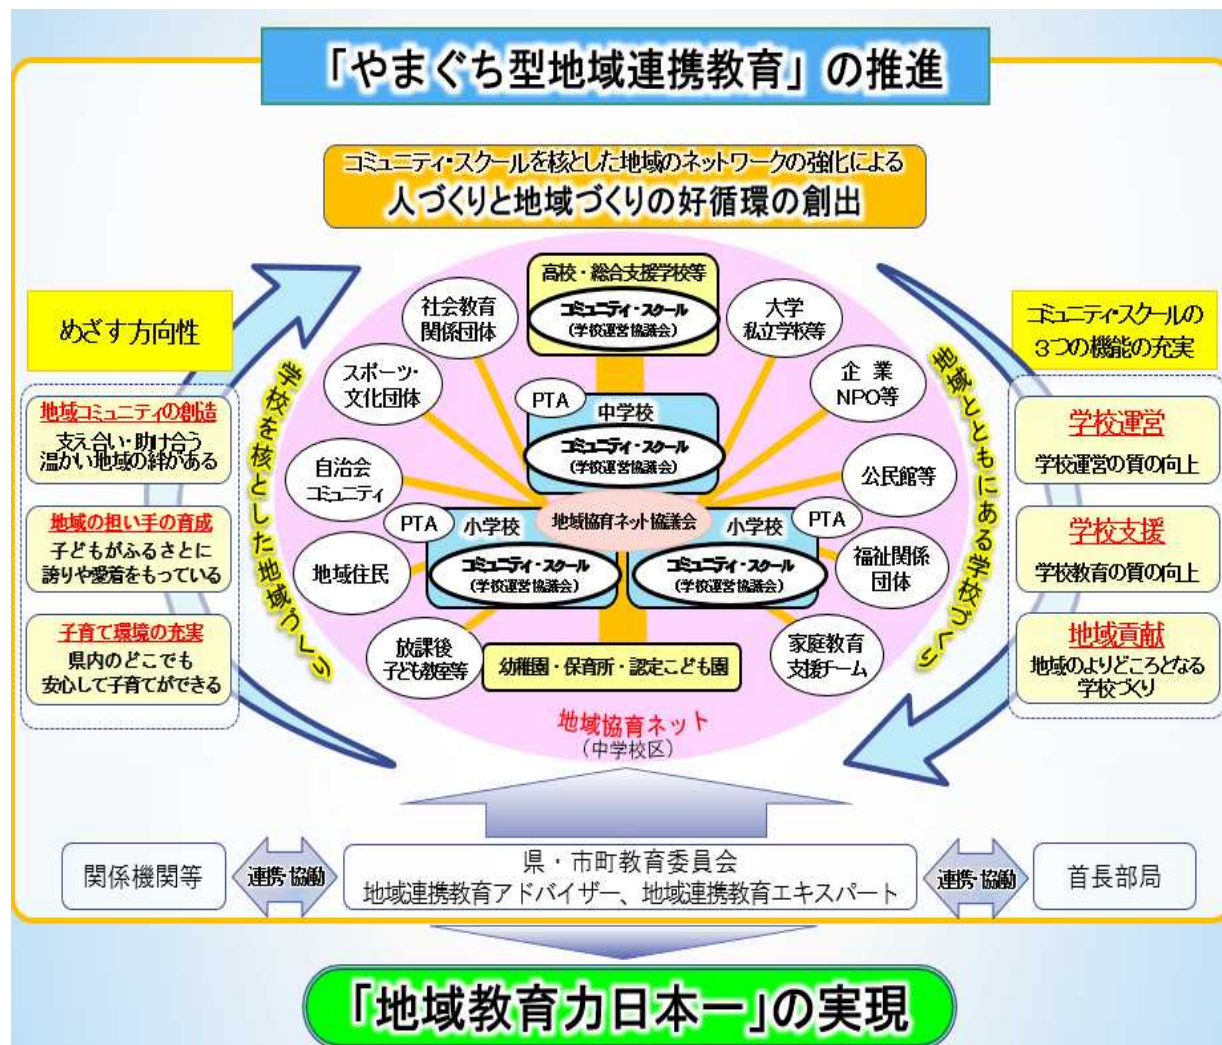 「やまぐち型地域連携教育」の推進
コミュニティ・スクールを核とした地域のネットワークの強化による
人づくりと地域づくりの好循環の創出
めざす方向性
地域コミュニティの創造
支え合い・助け合う
温かい地域の絆がある
地域の担い手の育成
子どもがふるさとに
誇りや愛着をもっている
子育て環境の充実
県内のどこでも
安心して子育てができる
学校を核とした地域づくり
高校・総合支援学校等
コミュニティ・スクール
(学校運営協議会)
社会教育
関係団体
大学
私立学校等
スポーツ・
文化団体
企 業
NPO等
PTA
中学校
コミュニティ・スクール
(学校運営協議会)
自治会
コミュニティ
公民館等
地域協育ネット協議会
PTA
小学校
コミュニティ・スクール
(学校運営協議会)
小学校
PTA
コミュニティ・スクール
(学校運営協議会)
地域住民
福祉関係
団体
放課後
子ども教室等
幼稚園・保育所・認定こども園
家庭教育
支援チーム
地域協育ネット
(中学校区)
地域とともにある学校づくり
コミュニティ・スクールの
3つの機能の充実
学校運営
学校運営の質の向上
学校支援
学校教育の質の向上
地域貢献
地域のよりどころとなる
学校づくり
関係機関等
連携・協働
県・市町教育委員会
地域連携教育アドバイザー、地域連携教育エキスパート
連携・協働
首長部局
「地域教育力日本一」の実現